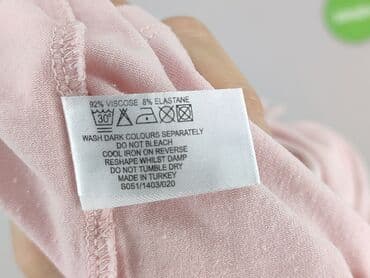 92% VISCOSE 8% ELASTANE
30°
WASH DARK COLOURS SEPARATELY
DO NOT BLEACH
COOL IRON ON REVERSE
RESHAPE WHILST DAMP
DO NOT TUMBLE DRY
MADE IN TURKEY
S051/1403/020